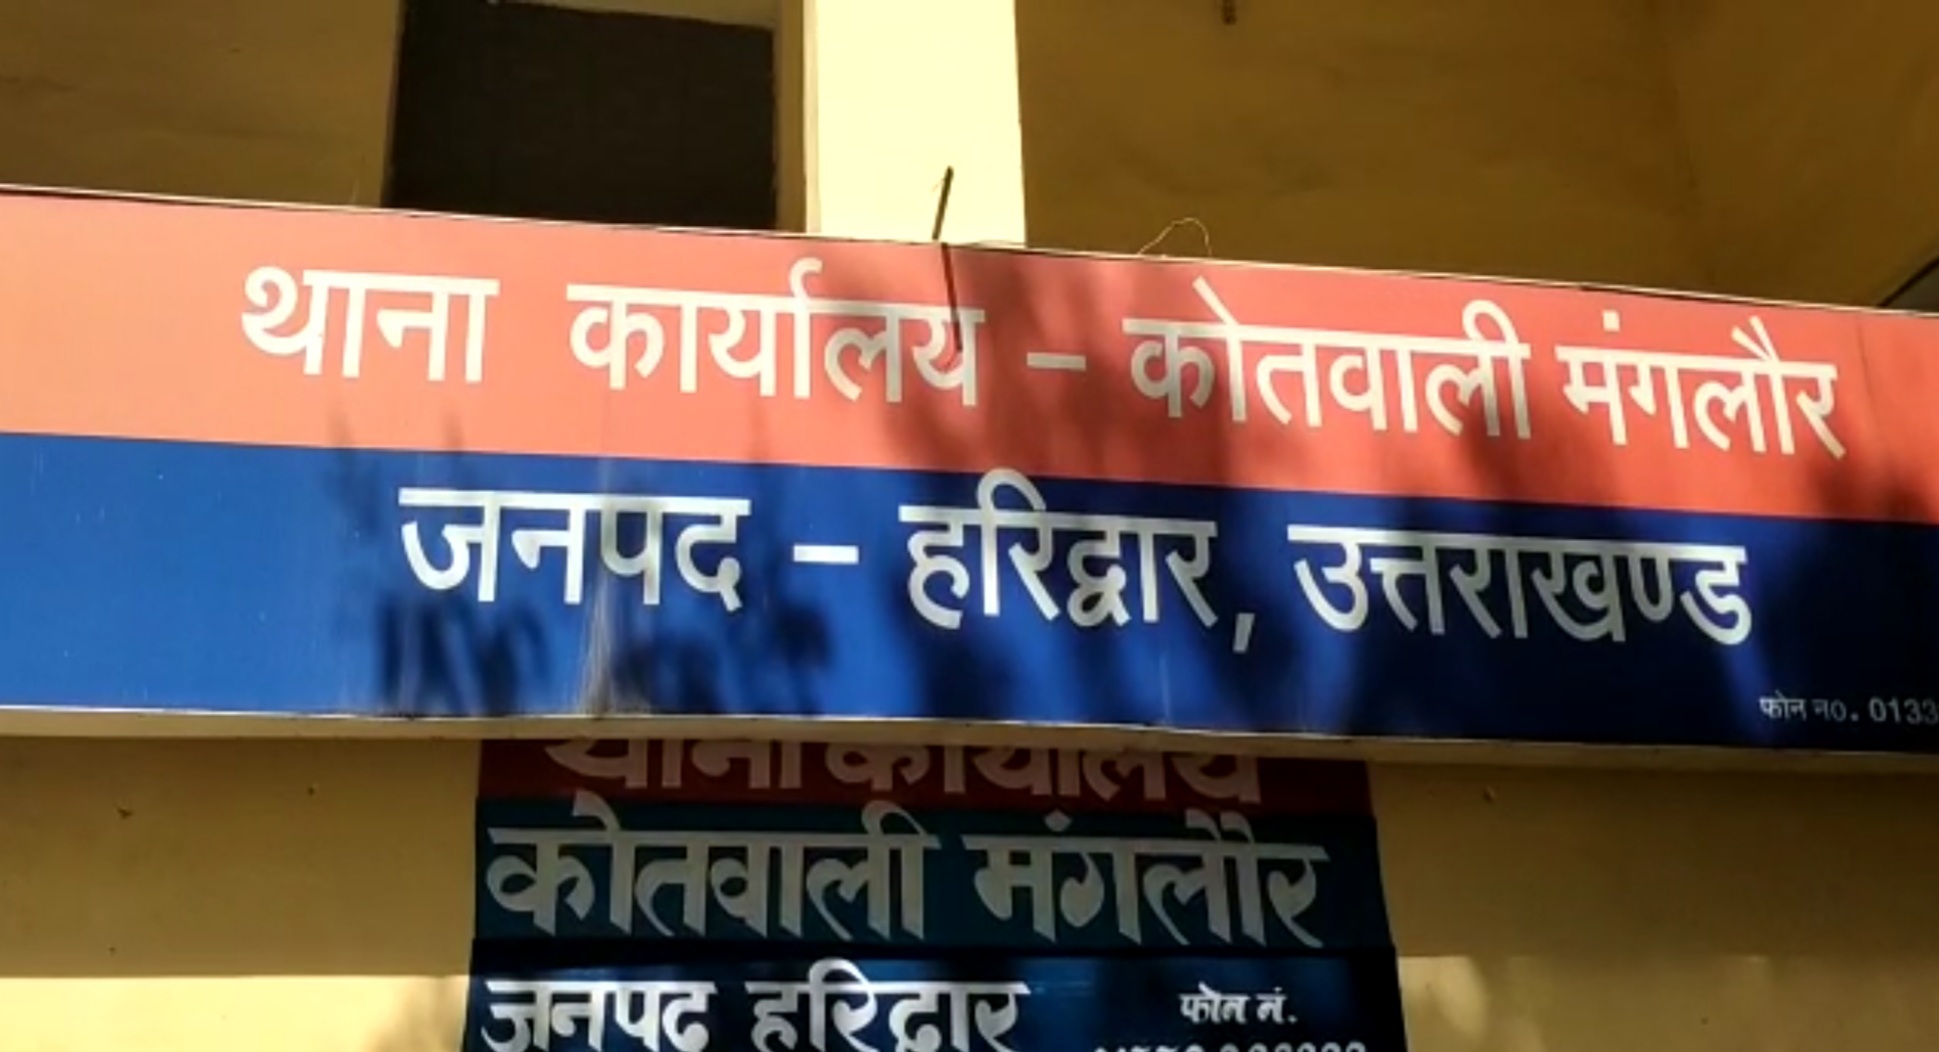 थाना कार्यालय – कोतवाली मंगलौर
जनपद – हरिद्वार, उत्तराखण्ड
फोन न०. 0133
थाना कार्यालय
कोतवाली मंगलौर
जनपद हरिद्वार
फोन नं.